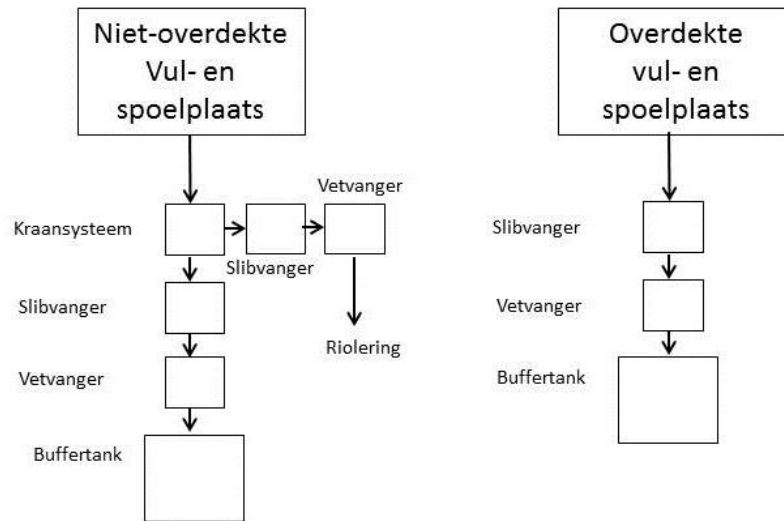 Niet-overdekte
Vul- en
spoelplaats
Vetvanger
Kraansysteem
Slibvanger
Slibvanger
Riolering
Vetvanger
Buffertank
Overdekte
vul- en
spoelplaats
Slibvanger
Vetvanger
Buffertank